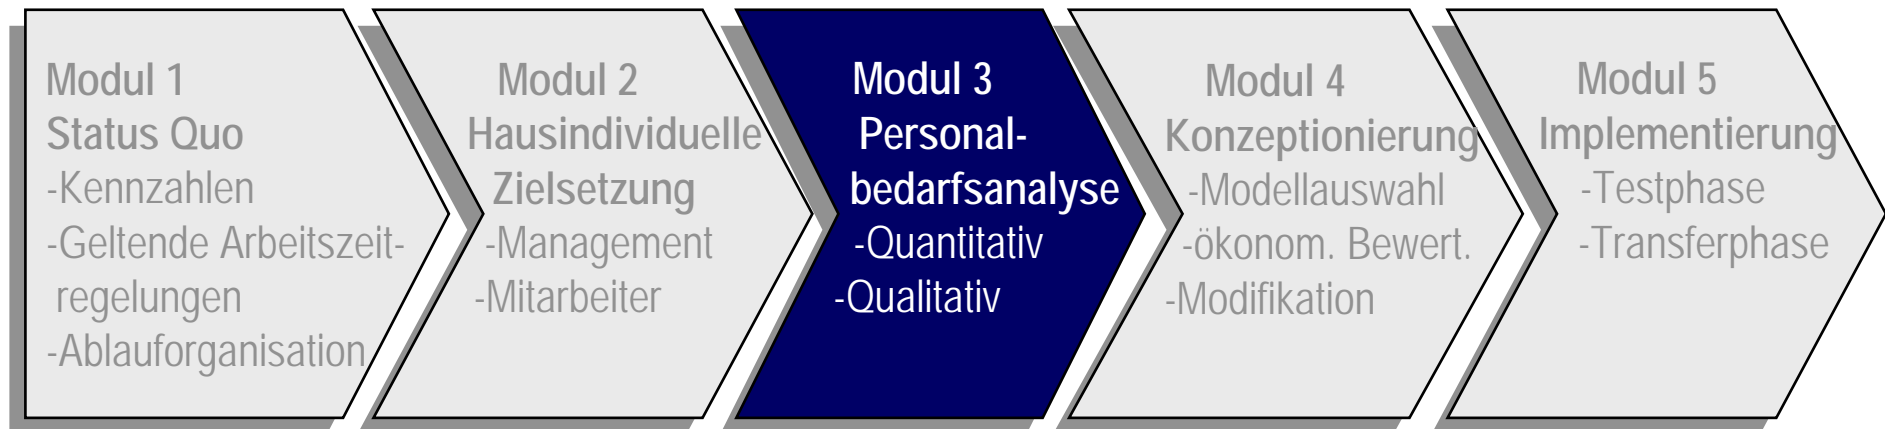 Modul 1
Status Quo
-Kennzahlen
-Geltende Arbeitszeit-
regelungen
-Ablauforganisation
Modul 2
Hausindividuelle
Zielsetzung
-Management
-Mitarbeiter
Modul 3
Personal-
bedarfsanalyse
-Quantitativ
-Qualitativ
Modul 4
Konzeptionierung
-Modellauswahl
-ökonom. Bewert.
-Modifikation
Modul 5
Implementierung
-Testphase
-Transferphase